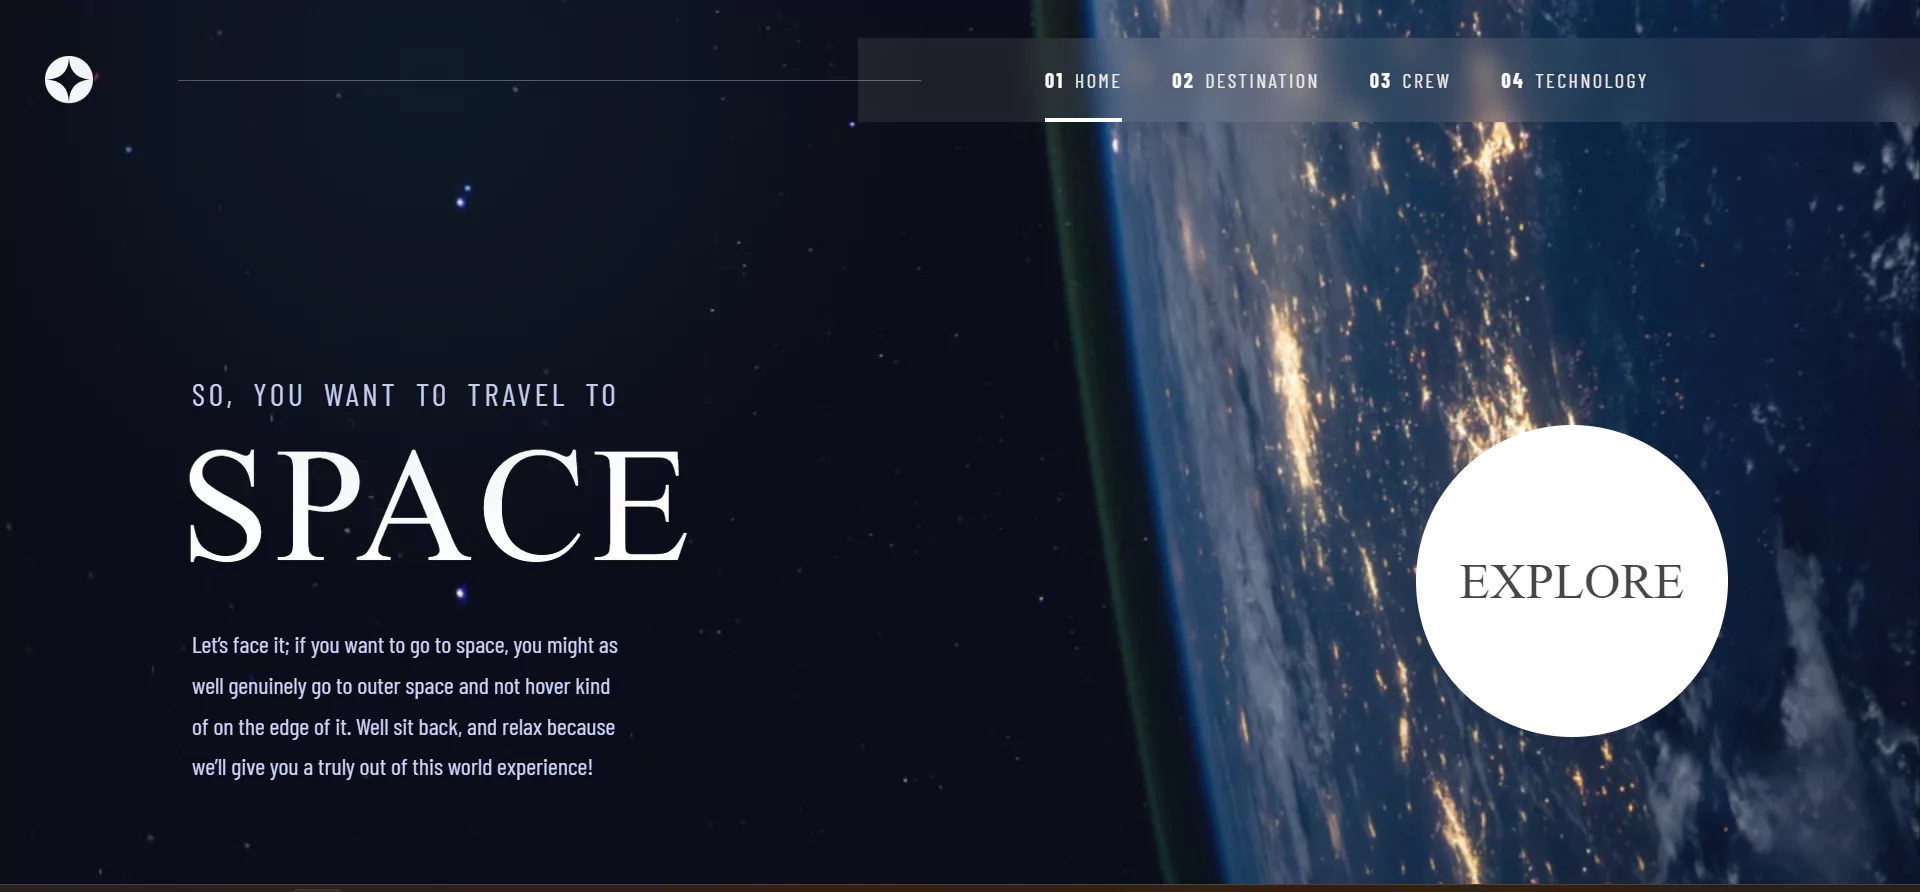 01 HOME 02 DESTINATION 03 CREW 04 TECHNOLOGY
SO, YOU WANT TO TRAVEL TO
SPACE
Let’s face it; if you want to go to space, you might as
well genuinely go to outer space and not hover kind
of on the edge of it. Well sit back, and relax because
we’ll give you a truly out of this world experience!
EXPLORE